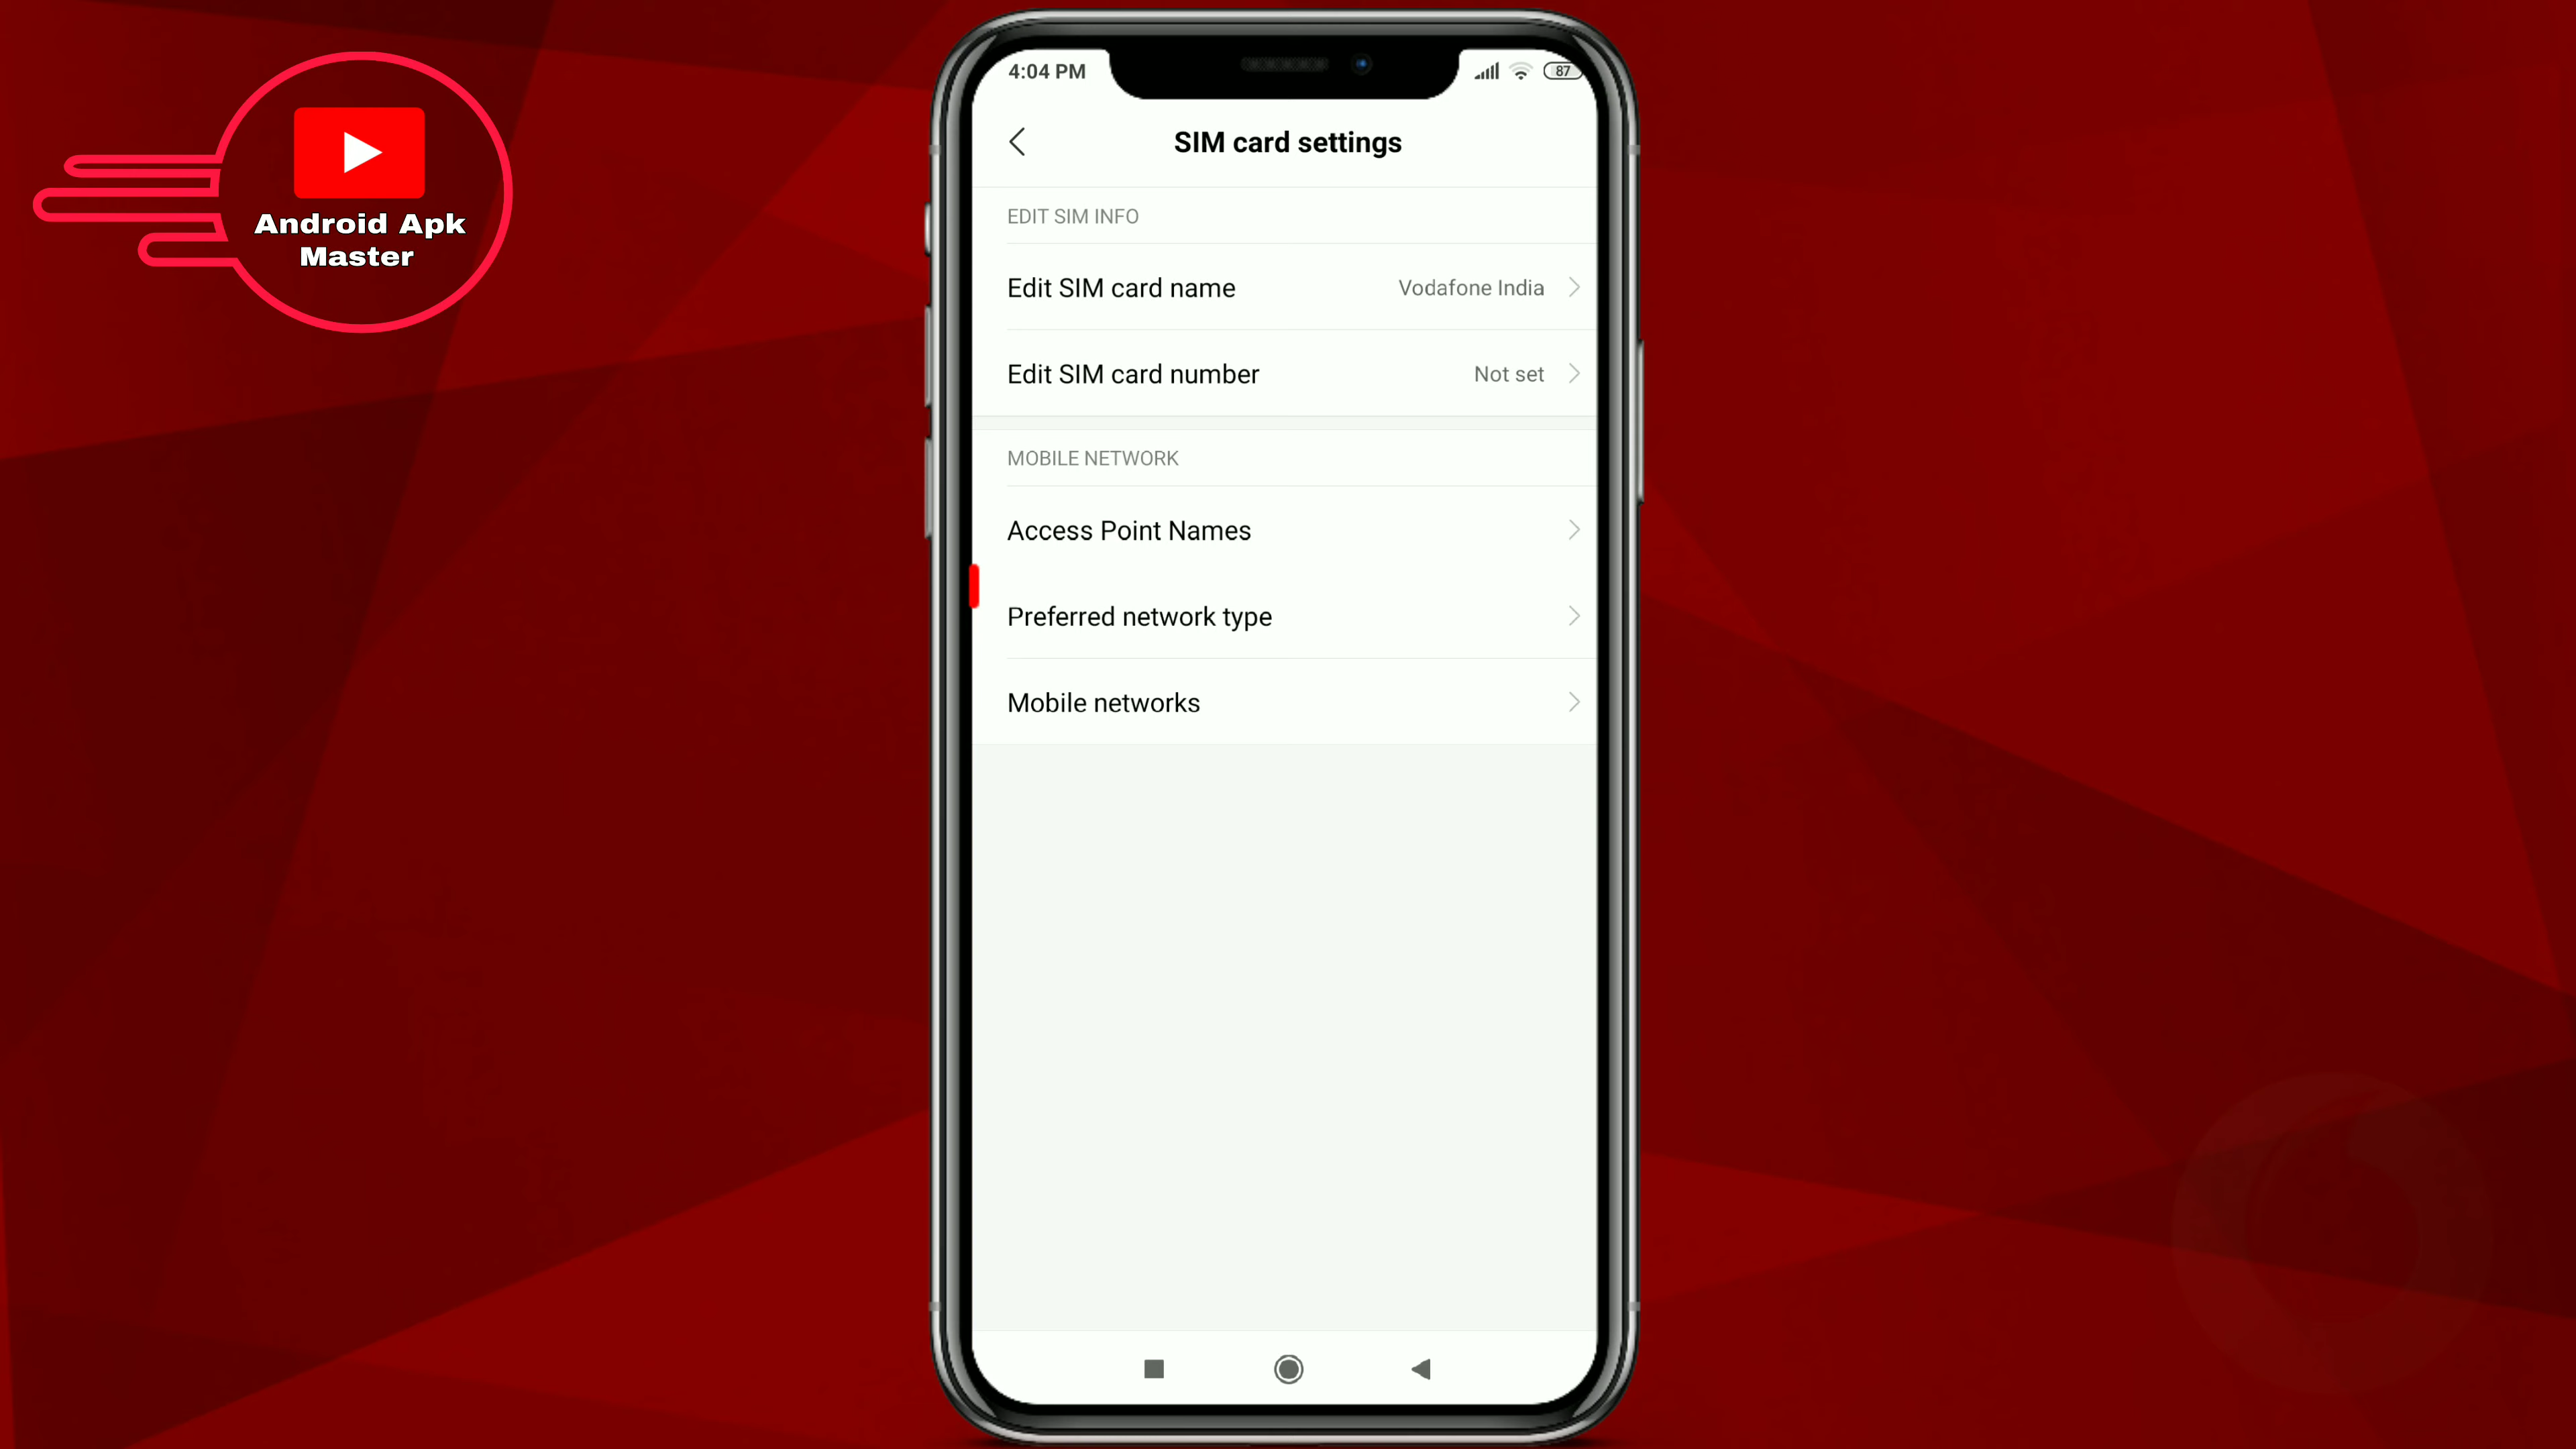 Android Apk
Master
4:04 PM
87
SIM card settings
EDIT SIM INFO
Edit SIM card name
Vodafone India
Edit SIM card number
Not set
MOBILE NETWORK
Access Point Names
Preferred network type
Mobile networks